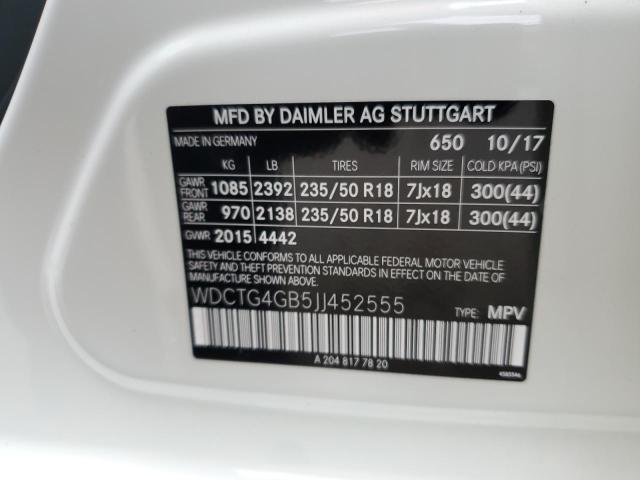 MFD BY DAIMLER AG STUTTGART
MADE IN GERMANY 650 10/17
KG LB TIRES RIM SIZE COLD KPA (PSI)
GAWR FRONT 1085 2392 235/50 R18 7Jx18 300(44)
GAWR REAR 970 2138 235/50 R18 7Jx18 300(44)
GVWR 2015 4442
THIS VEHICLE CONFORMS TO ALL APPLICABLE FEDERAL MOTOR VEHICLE
SAFETY AND THEFT PREVENTION STANDARDS IN EFFECT ON THE DATE
OF MANUFACTURE SHOWN ABOVE.
WDCTG4GB5JJ452555 TYPE: MPV
A 204 817 78 20